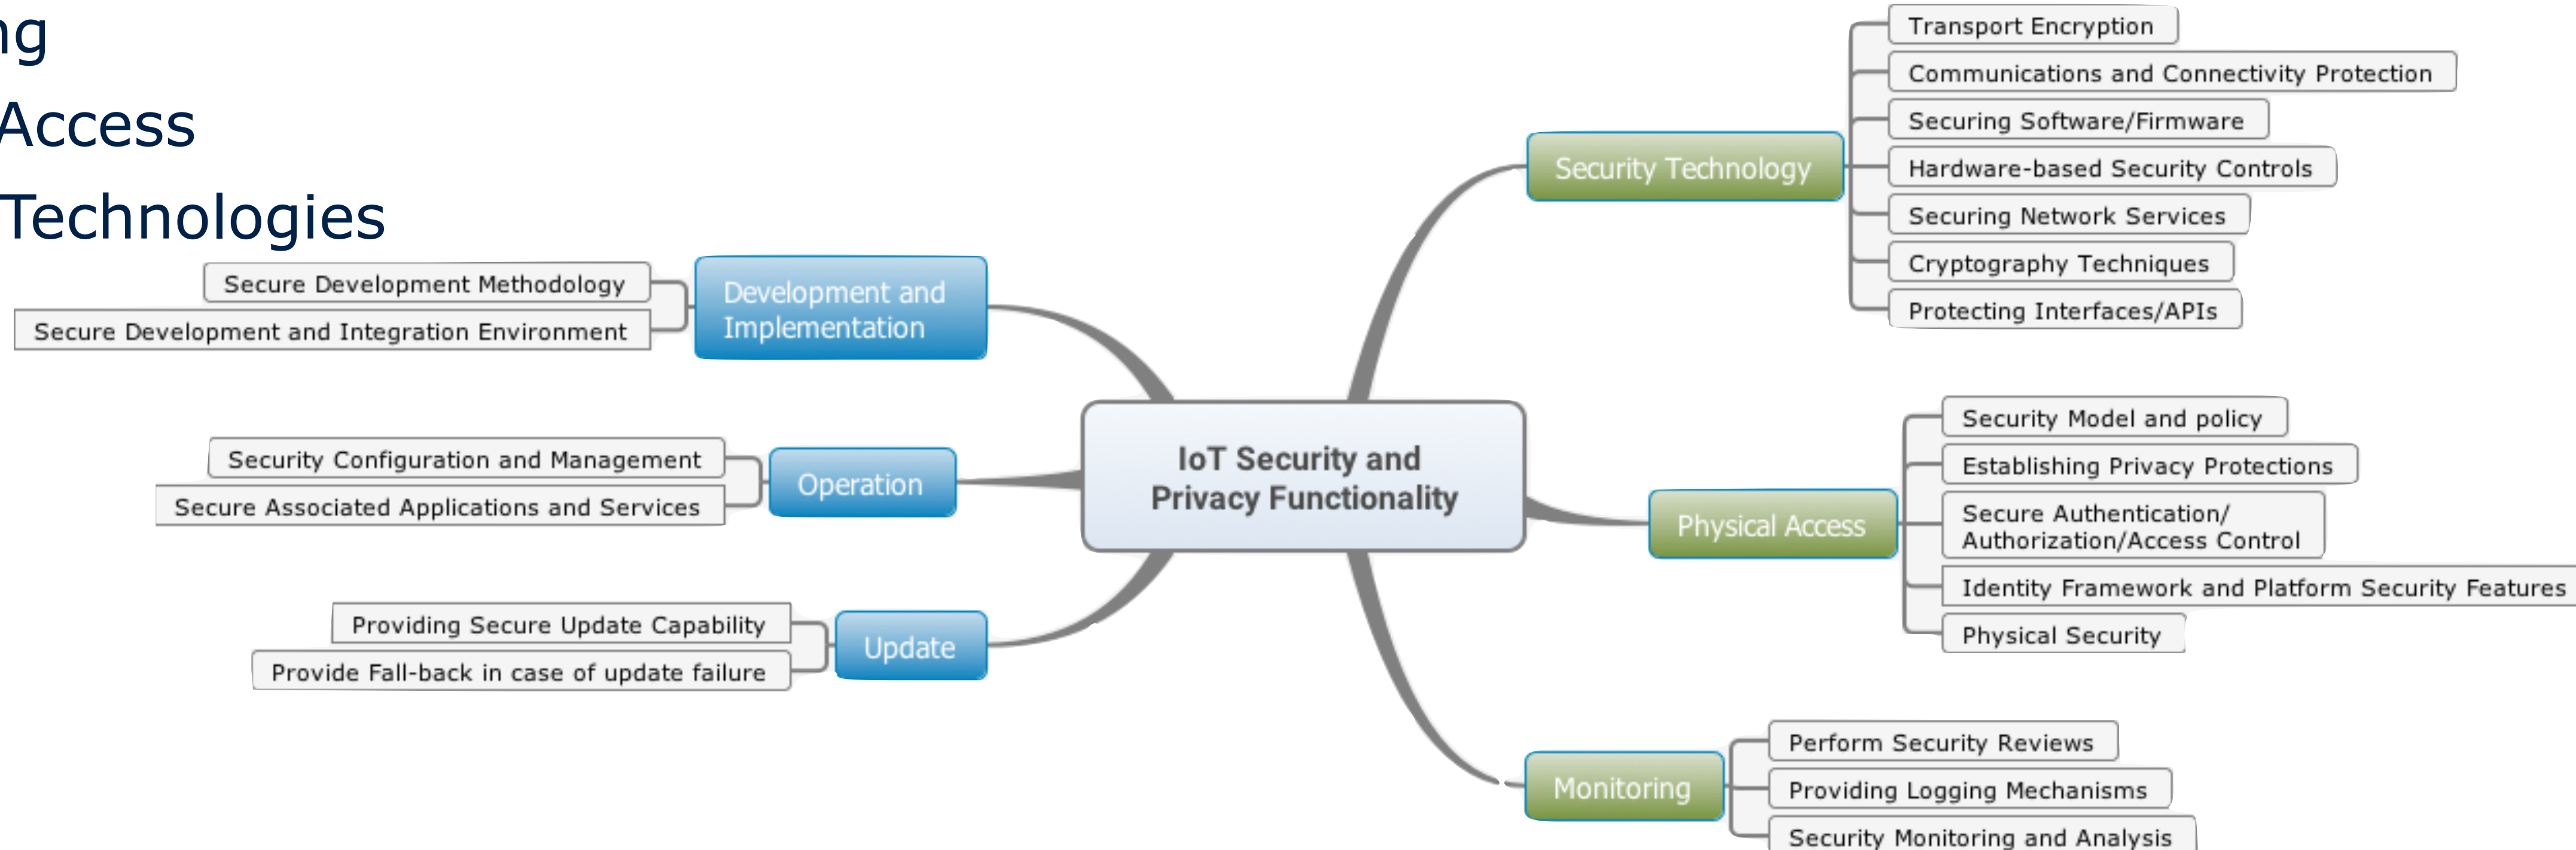 ng
Access
Technologies
Secure Development Methodology
Secure Development and Integration Environment
Development and
Implementation
Security Configuration and Management
Secure Associated Applications and Services
Operation
Providing Secure Update Capability
Provide Fall-back in case of update failure
Update
IoT Security and
Privacy Functionality
Security Technology
Transport Encryption
Communications and Connectivity Protection
Securing Software/Firmware
Hardware-based Security Controls
Securing Network Services
Cryptography Techniques
Protecting Interfaces/APIs
Physical Access
Security Model and policy
Establishing Privacy Protections
Secure Authentication/
Authorization/Access Control
Identity Framework and Platform Security Features
Physical Security
Monitoring
Perform Security Reviews
Providing Logging Mechanisms
Security Monitoring and Analysis